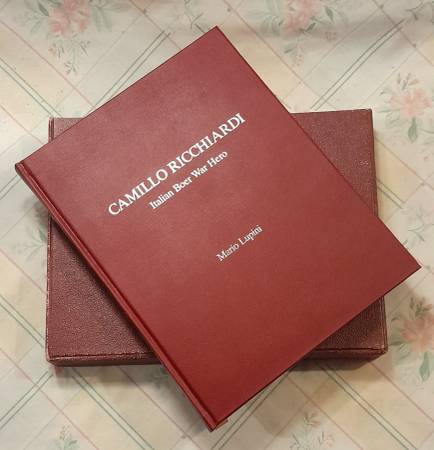 CAMILLO RICCHIARDI
Italian Boer War Hero
Mario Lupini